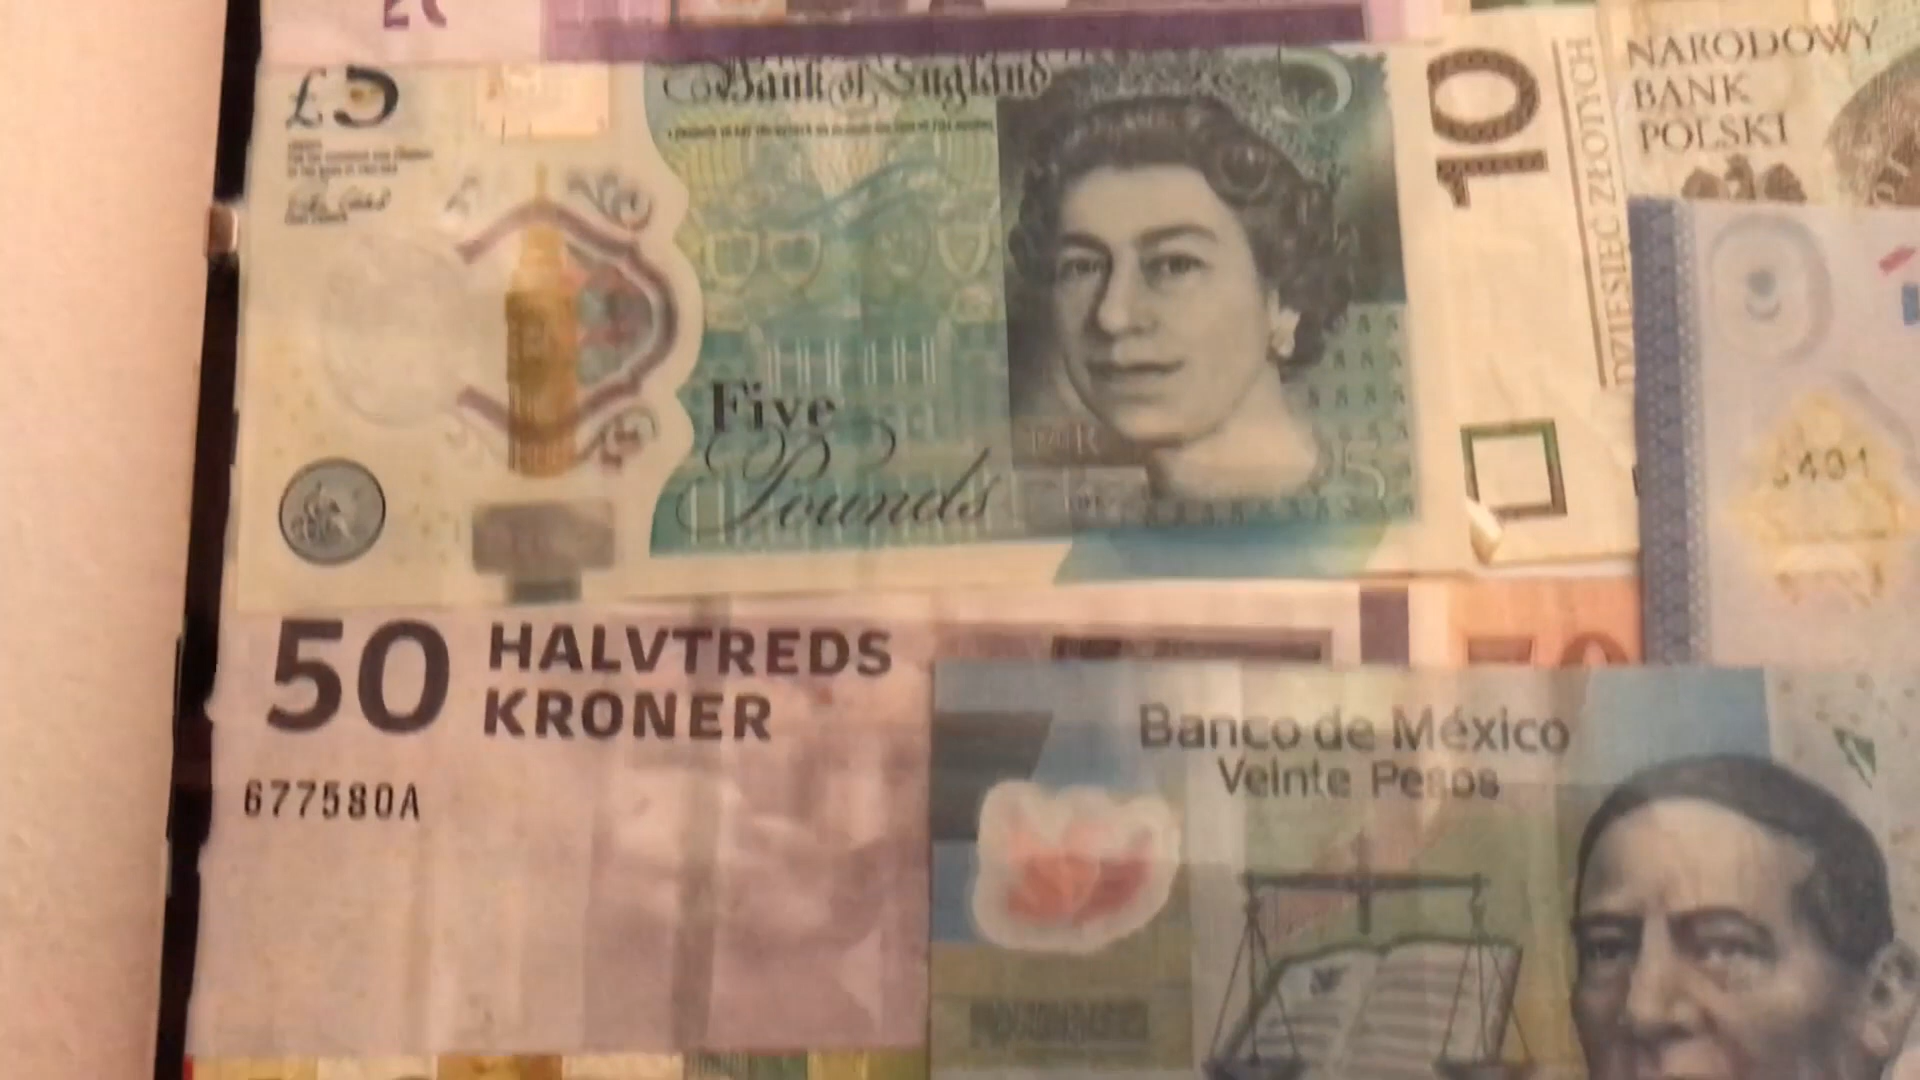 £5
Bank of England
Five
Pounds
10
DZIESIĘĆ ZŁOTYCH
NARODOWY
BANK
POLSKI
50 HALVTREDS
KRONER
677580A
Banco de México
Veinte Pesos